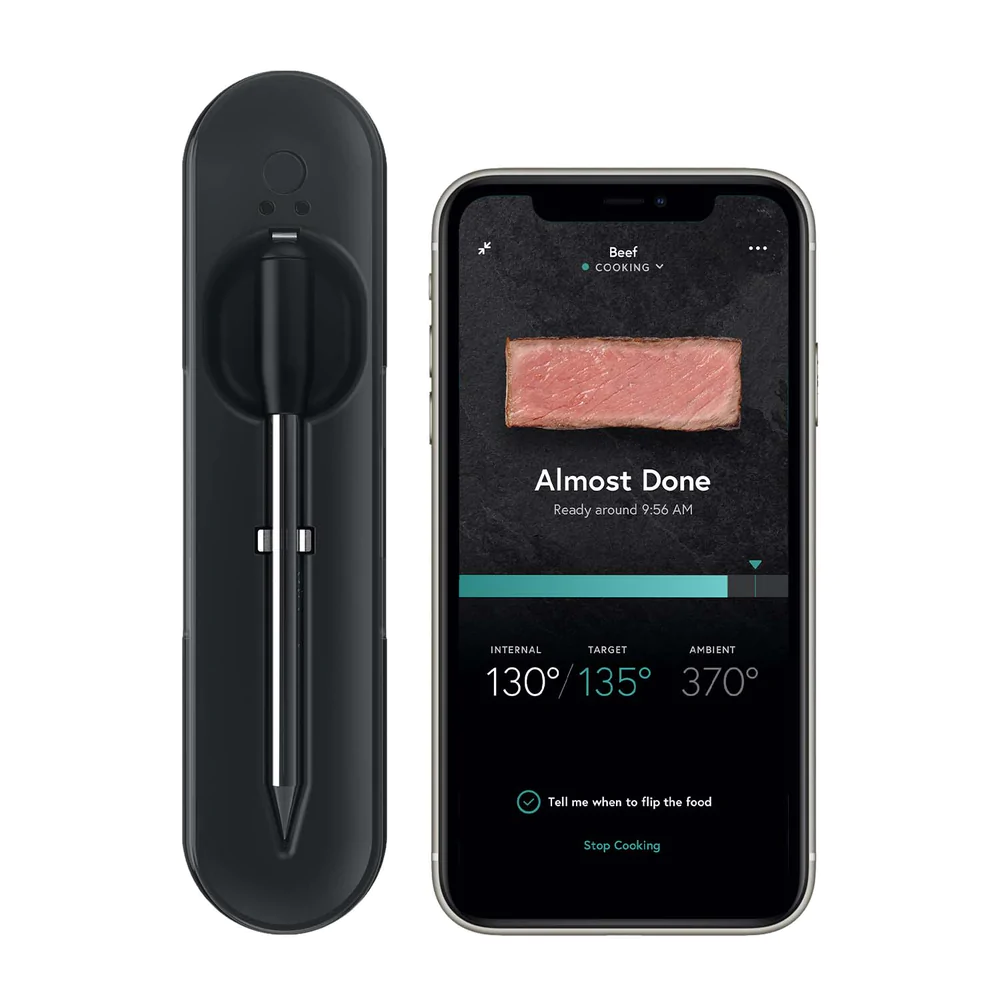 Beef
COOKING
Almost Done
Ready around 9:56 AM
INTERNAL TARGET AMBIENT
130°/135° 370°
Tell me when to flip the food
Stop Cooking